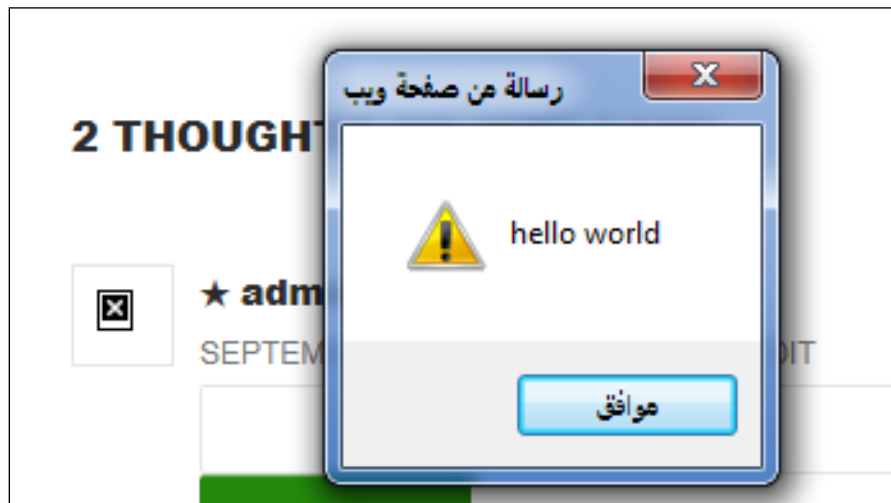 رسالة من صفحة ويب
2 THOUGHT
hello world
★ adm
SEPTEM
DIT
موافق